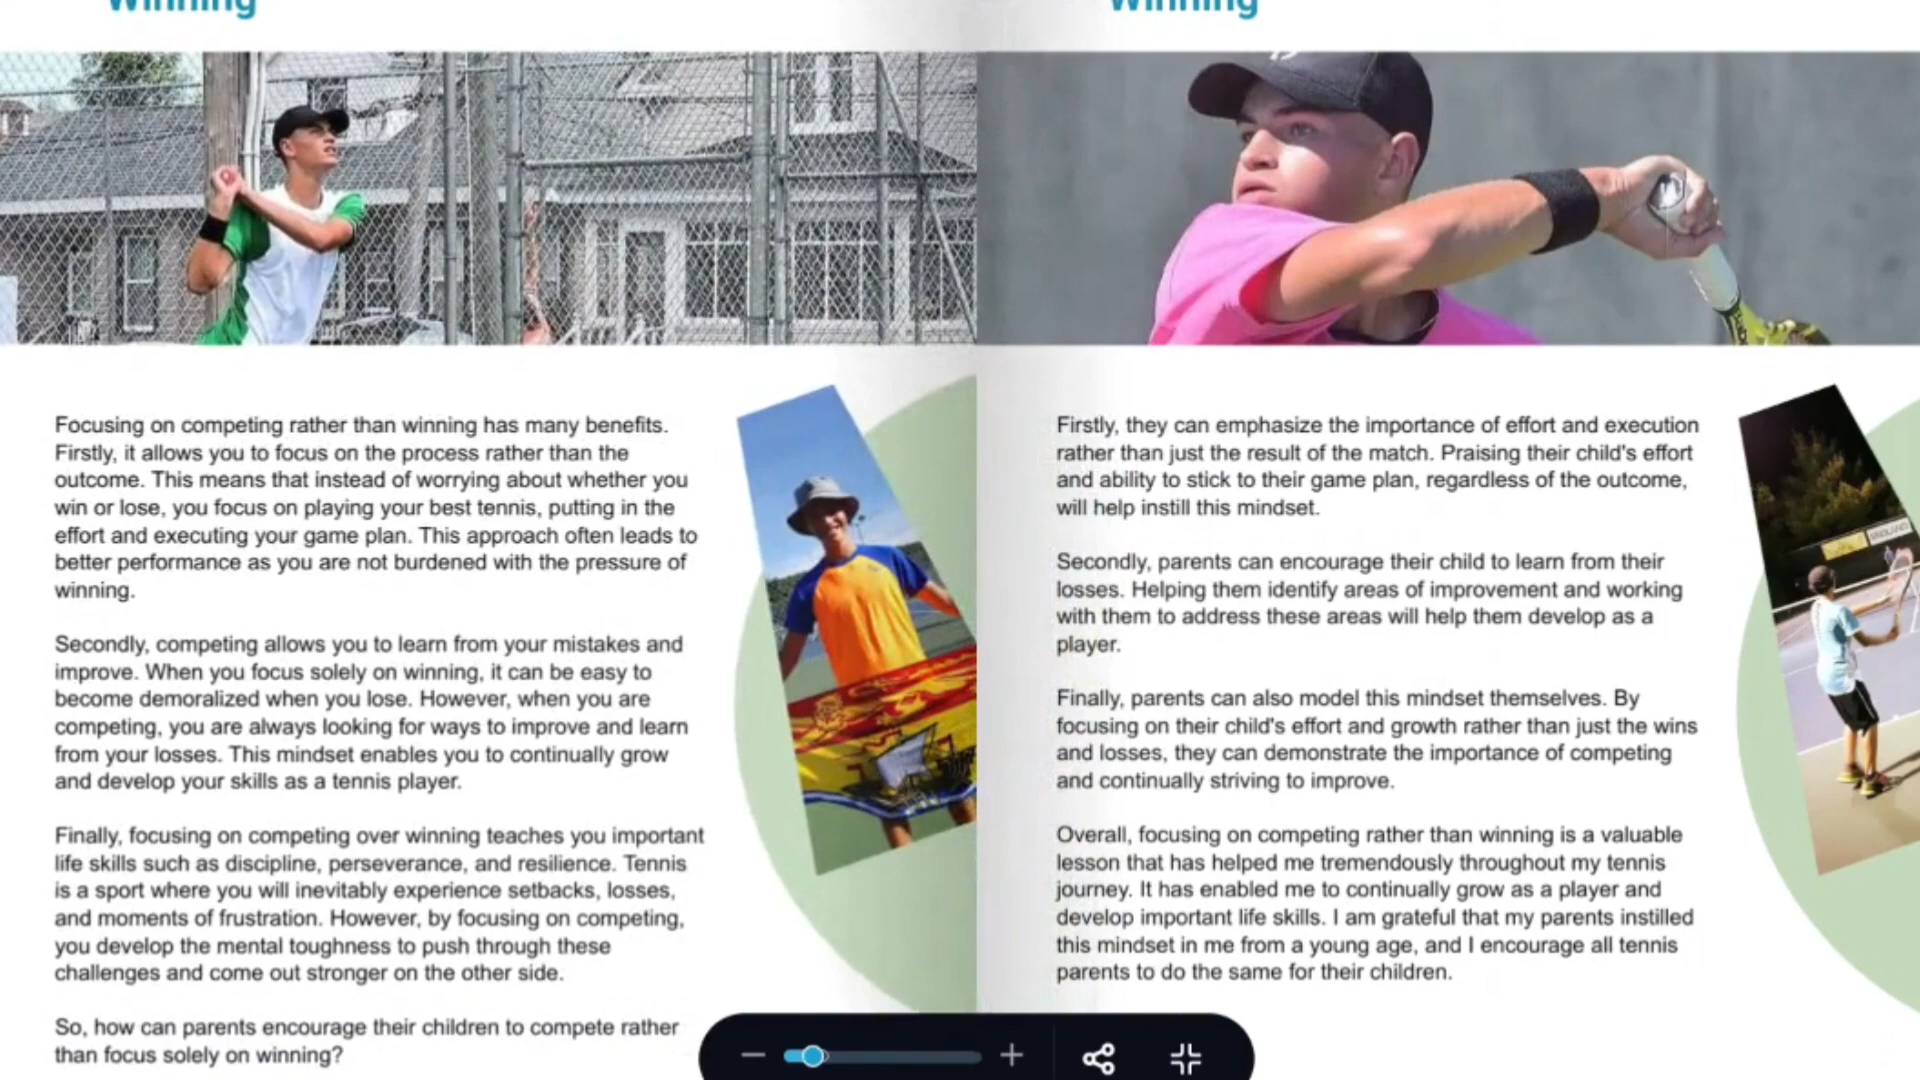 Winning
Focusing on competing rather than winning has many benefits.
Firstly, it allows you to focus on the process rather than the
outcome. This means that instead of worrying about whether you
win or lose, you focus on playing your best tennis, putting in the
effort and executing your game plan. This approach often leads to
better performance as you are not burdened with the pressure of
winning.
Secondly, competing allows you to learn from your mistakes and
improve. When you focus solely on winning, it can be easy to
become demoralized when you lose. However, when you are
competing, you are always looking for ways to improve and learn
from your losses. This mindset enables you to continually grow
and develop your skills as a tennis player.
Finally, focusing on competing over winning teaches you important
life skills such as discipline, perseverance, and resilience. Tennis
is a sport where you will inevitably experience setbacks, losses,
and moments of frustration. However, by focusing on competing,
you develop the mental toughness to push through these
challenges and come out stronger on the other side.
So, how can parents encourage their children to compete rather
than focus solely on winning?
Winning
Firstly, they can emphasize the importance of effort and execution
rather than just the result of the match. Praising their child's effort
and ability to stick to their game plan, regardless of the outcome,
will help instill this mindset.
Secondly, parents can encourage their child to learn from their
losses. Helping them identify areas of improvement and working
with them to address these areas will help them develop as a
player.
Finally, parents can also model this mindset themselves. By
focusing on their child's effort and growth rather than just the wins
and losses, they can demonstrate the importance of competing
and continually striving to improve.
Overall, focusing on competing rather than winning is a valuable
lesson that has helped me tremendously throughout my tennis
journey. It has enabled me to continually grow as a player and
develop important life skills. I am grateful that my parents instilled
this mindset in me from a young age, and I encourage all tennis
parents to do the same for their children.